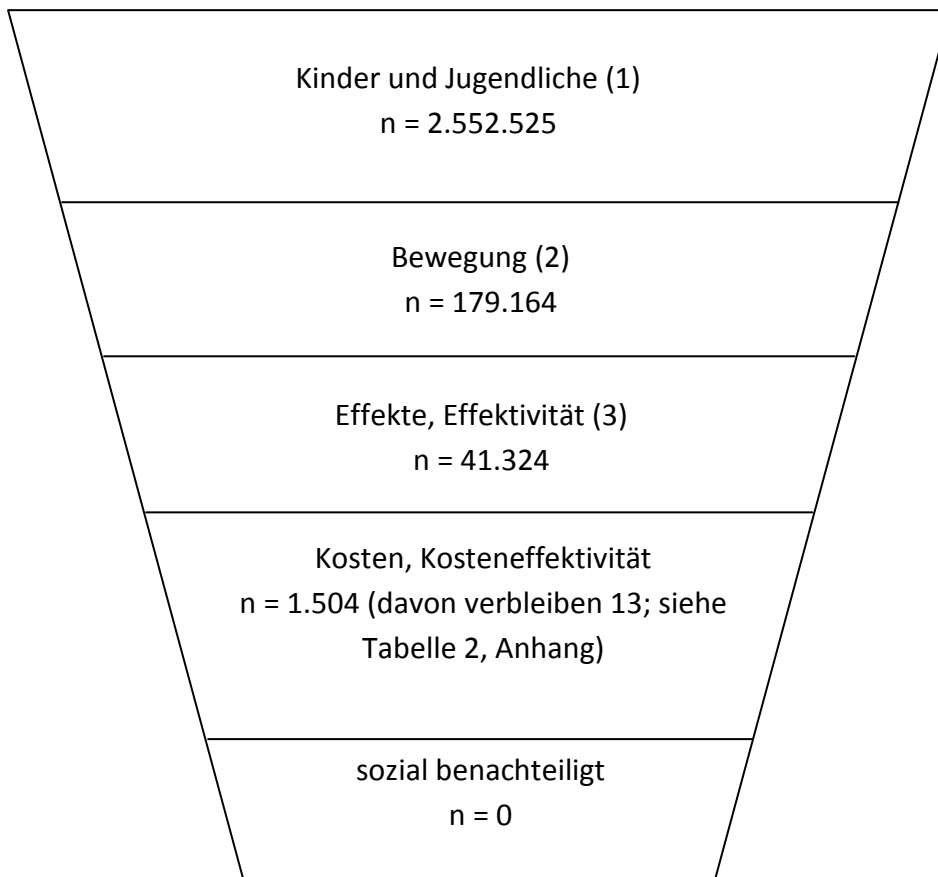 Kinder und Jugendliche (1)
n = 2.552.525
Bewegung (2)
n = 179.164
Effekte, Effektivität (3)
n = 41.324
Kosten, Kosteneffektivität
n = 1.504 (davon verbleiben 13; siehe
Tabelle 2, Anhang)
sozial benachteiligt
n = 0